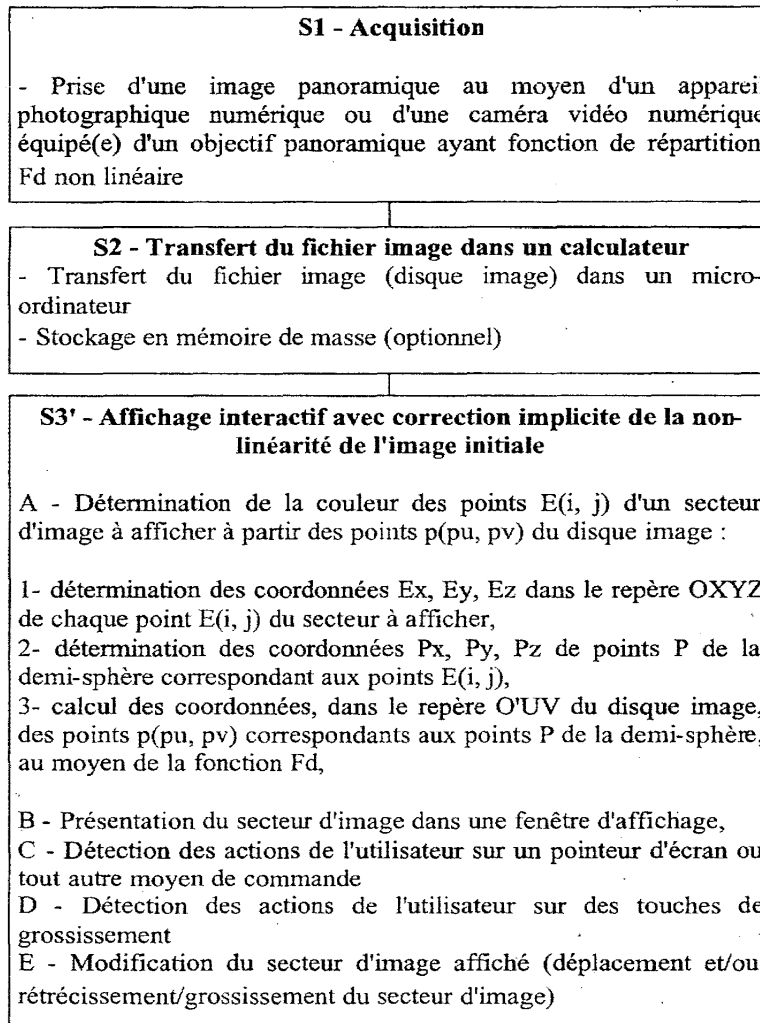 S1 - Acquisition
- Prise d'une image panoramique au moyen d'un appareil
photographique numérique ou d'une caméra vidéo numérique
équipé(e) d'un objectif panoramique ayant fonction de répartition
Fd non linéaire
S2 - Transfert du fichier image dans un calculateur
- Transfert du fichier image (disque image) dans un micro-
ordinateur
- Stockage en mémoire de masse (optionnel)
S3' - Affichage interactif avec correction implicite de la non-
linéarité de l'image initiale
A - Détermination de la couleur des points E(i, j) d'un secteur
d'image à afficher à partir des points p(pu, pv) du disque image :
1- détermination des coordonnées Ex, Ey, Ez dans le repère OXYZ
de chaque point E(i, j) du secteur à afficher,
2- détermination des coordonnées Px, Py, Pz de points P de la
demi-sphère correspondant aux points E(i, j),
3- calcul des coordonnées, dans le repère O'UV du disque image,
des points p(pu, pv) correspondants aux points P de la demi-sphère,
au moyen de la fonction Fd,
B - Présentation du secteur d'image dans une fenêtre d'affichage,
C - Détection des actions de l'utilisateur sur un pointeur d'écran ou
tout autre moyen de commande
D - Détection des actions de l'utilisateur sur des touches de
grossissement
E - Modification du secteur d'image affiché (déplacement et/ou
rétrécissement/grossissement du secteur d'image)